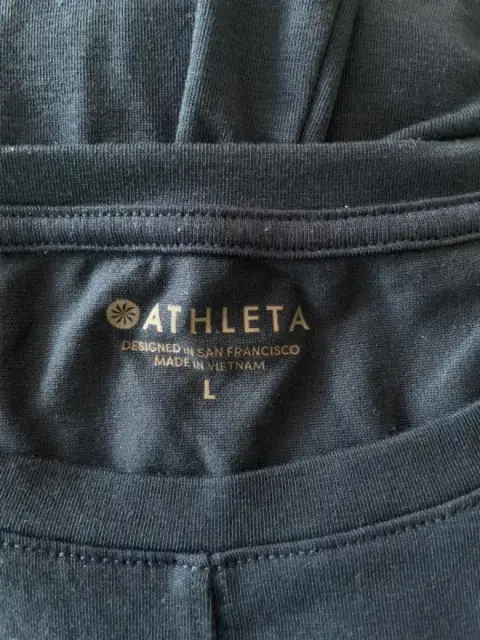 ATHLETA
DESIGNED IN SAN FRANCISCO
MADE IN VIETNAM
L